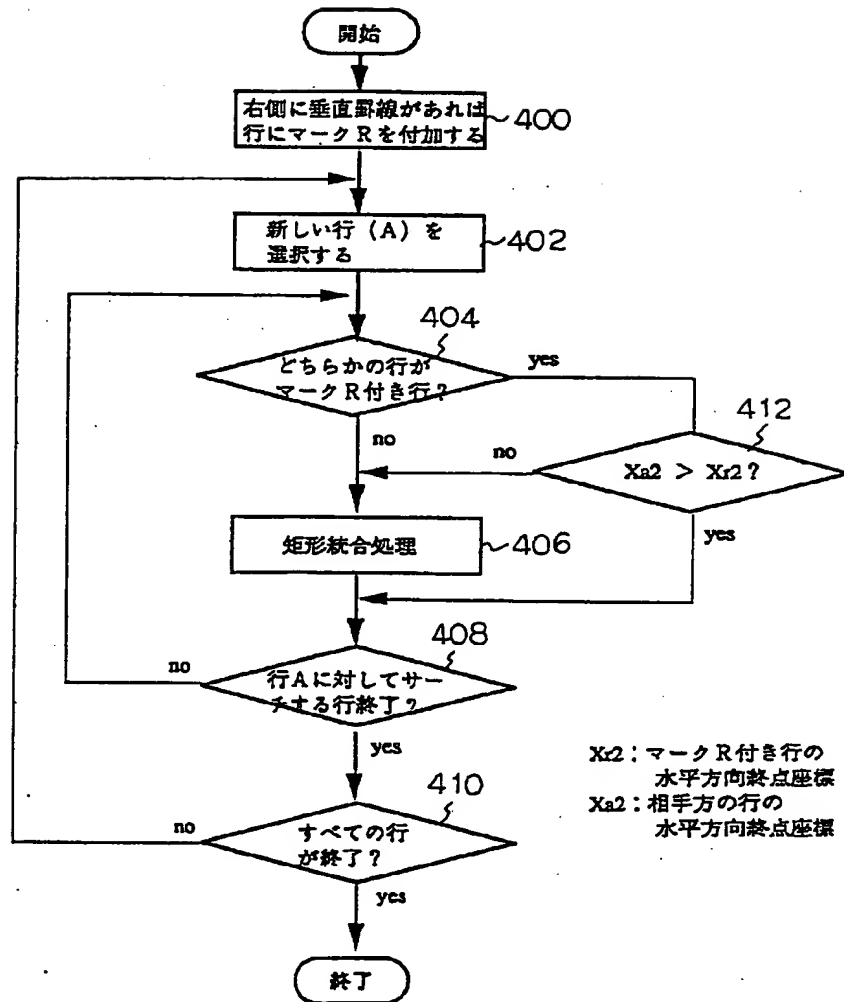 開始
右側に垂直罫線があれば
行にマークRを付加する
400
新しい行（A）を
選択する
402
404
どちらかの行が
マークR付き行？
yes
no
412
Xa2 > Xr2？
no
yes
矩形統合処理
406
408
行Aに対してサー
チする行終了？
no
yes
Xr2：マークR付き行の
水平方向終点座標
Xa2：相手方の行の
水平方向終点座標
410
すべての行
が終了？
no
yes
終了